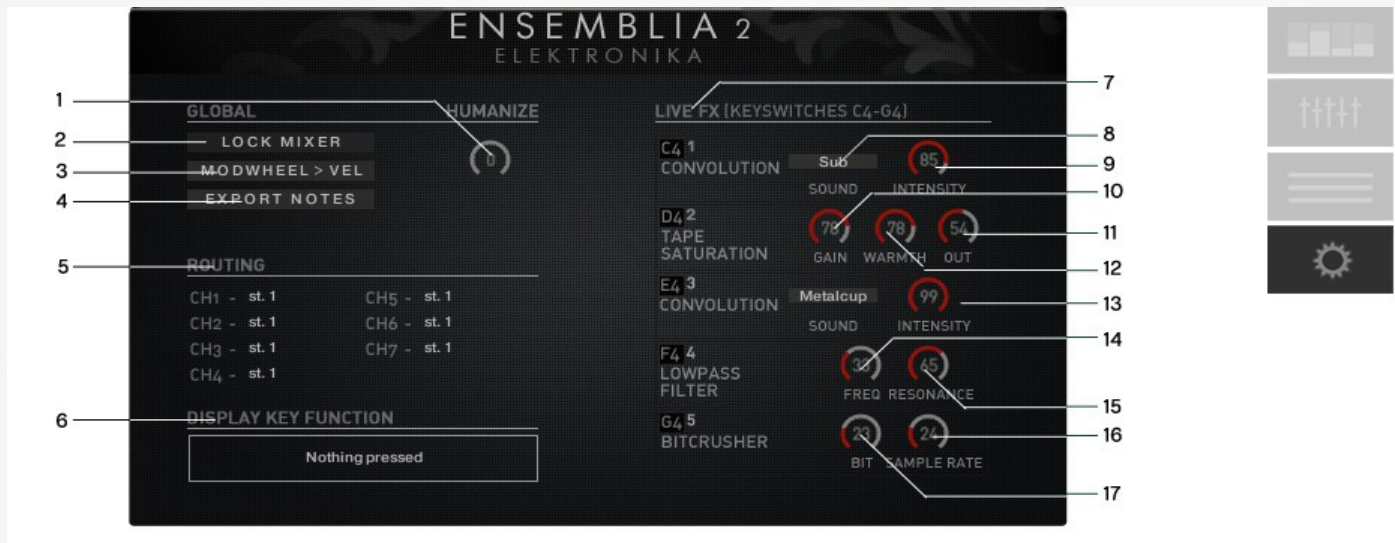 ENSEMBLIA 2
ELEKTRONIKA
1
2
3
4
5
6
GLOBAL HUMANIZE
LOCK MIXER
0
MODWHEEL > VEL
EXPORT NOTES
ROUTING
CH1 - st. 1 CH5 - st. 1
CH2 - st. 1 CH6 - st. 1
CH3 - st. 1 CH7 - st. 1
CH4 - st. 1
DISPLAY KEY FUNCTION
Nothing pressed
LIVE FX (KEYSWITCHES C4-G4)
C4 1
CONVOLUTION Sub 85
SOUND INTENSITY
D4 2
TAPE 78 78 54
SATURATION GAIN WARMTH OUT
E4 3
CONVOLUTION Metalcup 99
SOUND INTENSITY
F4 4
LOWPASS 33 65
FILTER FREQ RESONANCE
G4 5
BITCRUSHER 23 24
BIT SAMPLE RATE
7
8
9
10
11
12
13
14
15
16
17